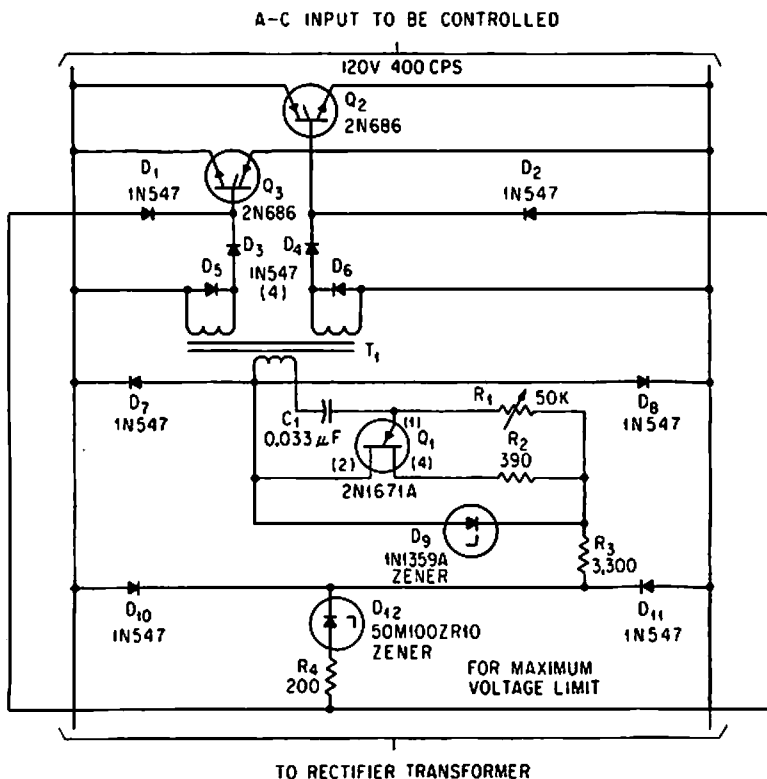 A-C INPUT TO BE CONTROLLED
120V 400 CPS
Q2
2N686
D1
1N547
Q3
2N686
D2
1N547
D3
D4
D5
1N547
(4)
D6
T1
D7
1N547
C1
0.033 µF
(1)
Q1
(2)
(4)
2N1671A
R1
50K
R2
390
D8
1N547
D9
1N1359A
ZENER
R3
3,300
D10
1N547
D12
50M100ZR10
ZENER
D11
1N547
R4
200
FOR MAXIMUM
VOLTAGE LIMIT
TO RECTIFIER TRANSFORMER